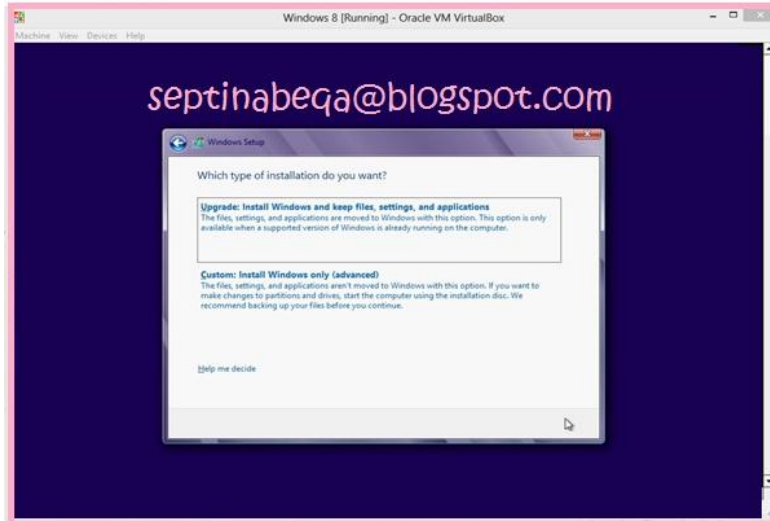 Windows 8 [Running] - Oracle VM VirtualBox
Machine View Devices Help
septinabeqa@blogspot.com
Windows Setup
Which type of installation do you want?
Upgrade: Install Windows and keep files, settings, and applications
The files, settings, and applications are moved to Windows with this option. This option is only
available when a supported version of Windows is already running on the computer.
Custom: Install Windows only (advanced)
The files, settings, and applications aren't moved to Windows with this option. If you want to
make changes to partitions and drives, start the computer using the installation disc. We
recommend backing up your files before you continue.
Help me decide